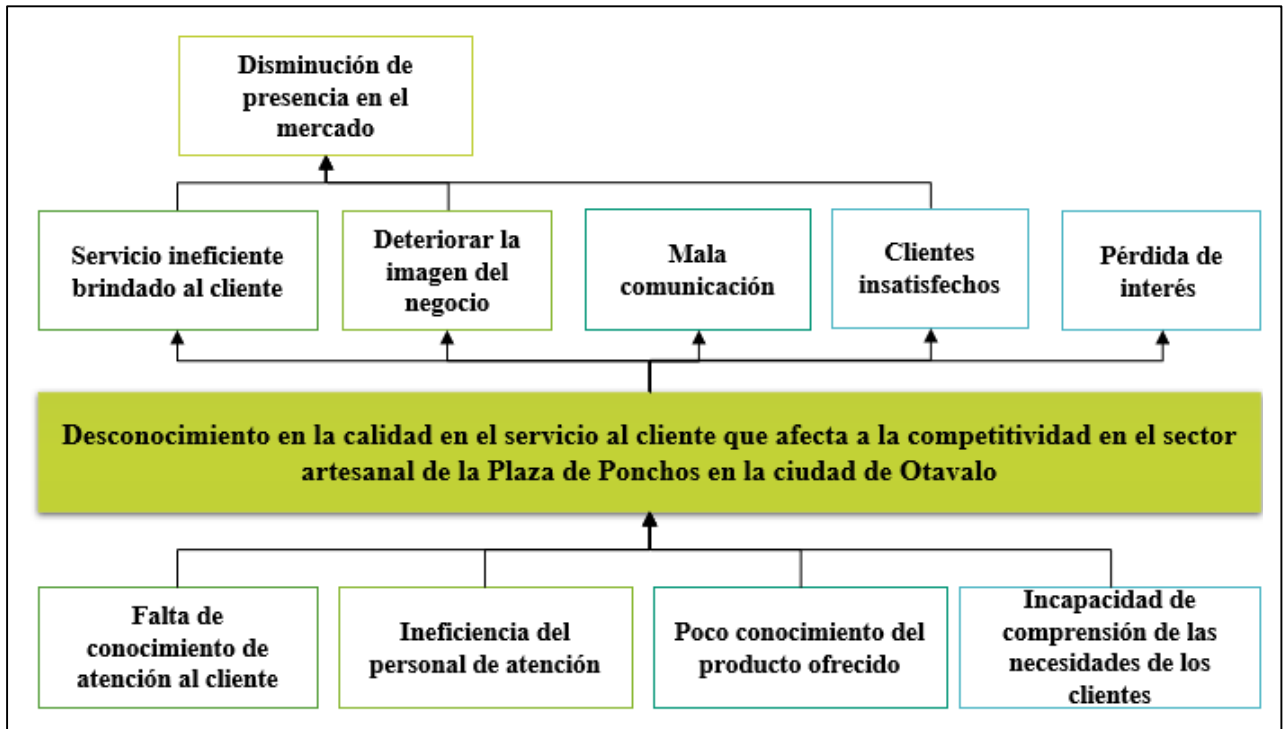 Disminución de
presencia en el
mercado
Servicio ineficiente
brindado al cliente
Deteriorar la
imagen del
negocio
Mala
comunicación
Clientes
insatisfechos
Pérdida de
interés
Desconocimiento en la calidad en el servicio al cliente que afecta a la competitividad en el sector
artesanal de la Plaza de Ponchos en la ciudad de Otavalo
Falta de
conocimiento de
atención al cliente
Ineficiencia del
personal de atención
Poco conocimiento del
producto ofrecido
Incapacidad de
comprensión de las
necesidades de los
clientes